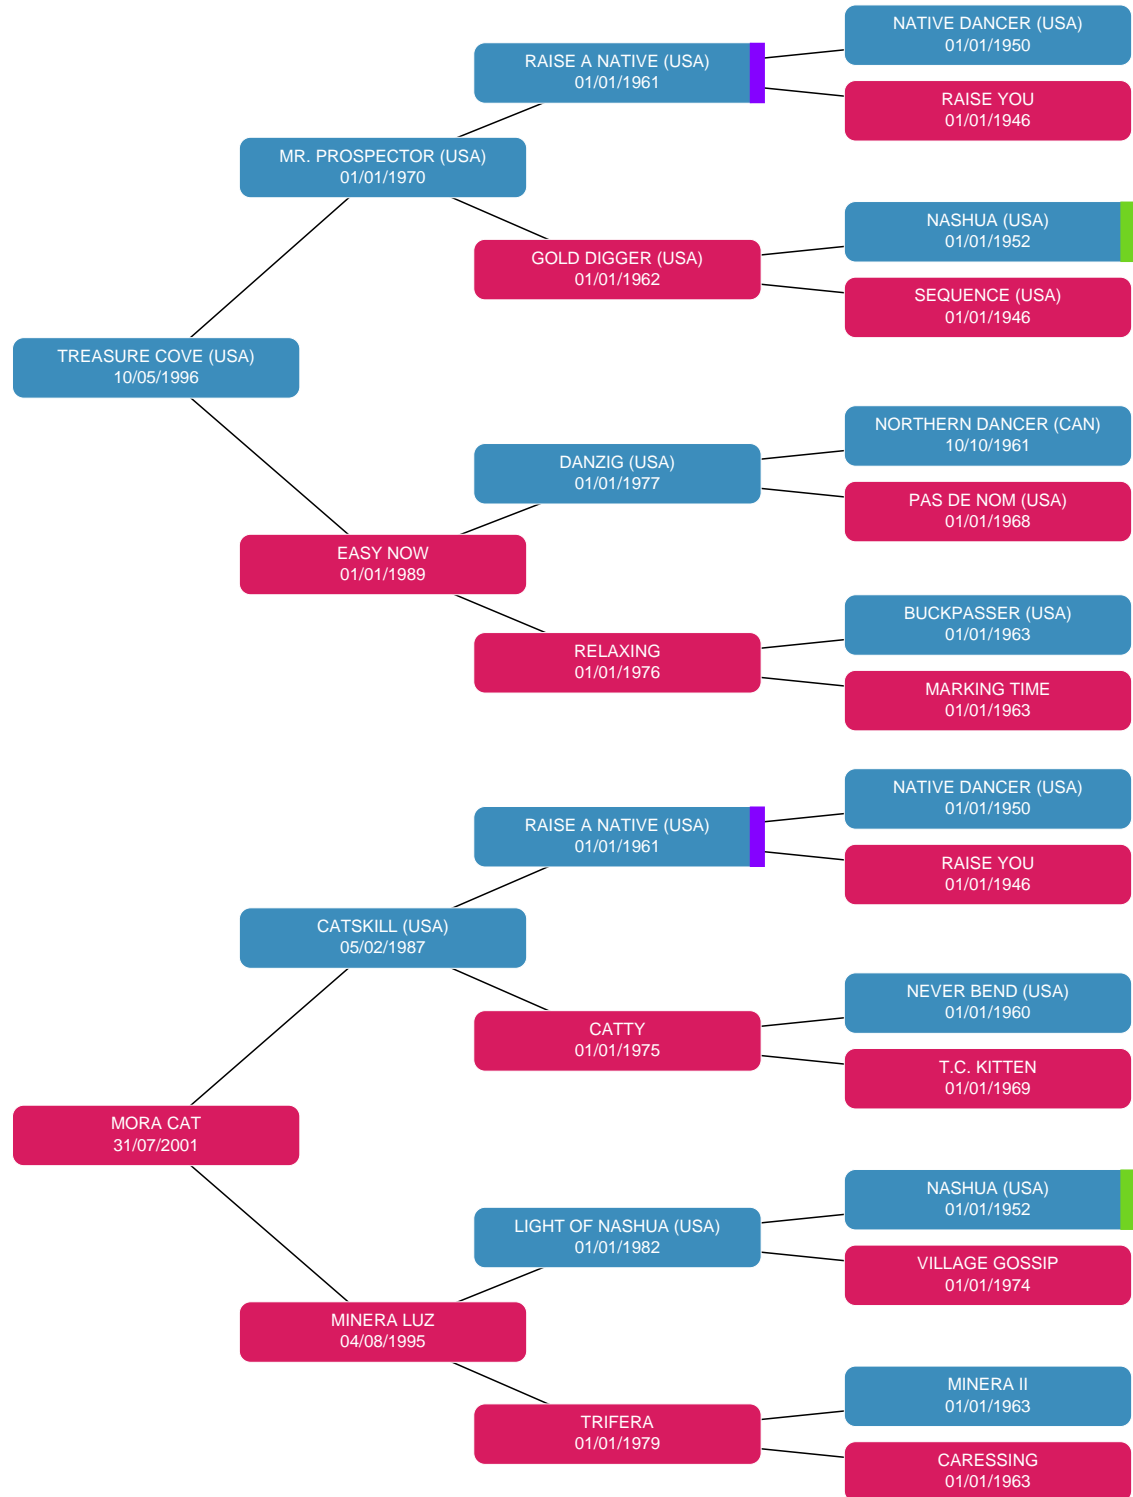 NATIVE DANCER (USA)
01/01/1950
RAISE A NATIVE (USA)
01/01/1961
RAISE YOU
01/01/1946
MR. PROSPECTOR (USA)
01/01/1970
NASHUA (USA)
01/01/1952
GOLD DIGGER (USA)
01/01/1962
SEQUENCE (USA)
01/01/1946
TREASURE COVE (USA)
10/05/1996
NORTHERN DANCER (CAN)
10/10/1961
DANZIG (USA)
01/01/1977
PAS DE NOM (USA)
01/01/1968
EASY NOW
01/01/1989
BUCKPASSER (USA)
01/01/1963
RELAXING
01/01/1976
MARKING TIME
01/01/1963
NATIVE DANCER (USA)
01/01/1950
RAISE A NATIVE (USA)
01/01/1961
RAISE YOU
01/01/1946
CATSKILL (USA)
05/02/1987
NEVER BEND (USA)
01/01/1960
CATTY
01/01/1975
T.C. KITTEN
01/01/1969
MORA CAT
31/07/2001
NASHUA (USA)
01/01/1952
LIGHT OF NASHUA (USA)
01/01/1982
VILLAGE GOSSIP
01/01/1974
MINERA LUZ
04/08/1995
MINERA II
01/01/1963
TRIFERA
01/01/1979
CARESSING
01/01/1963